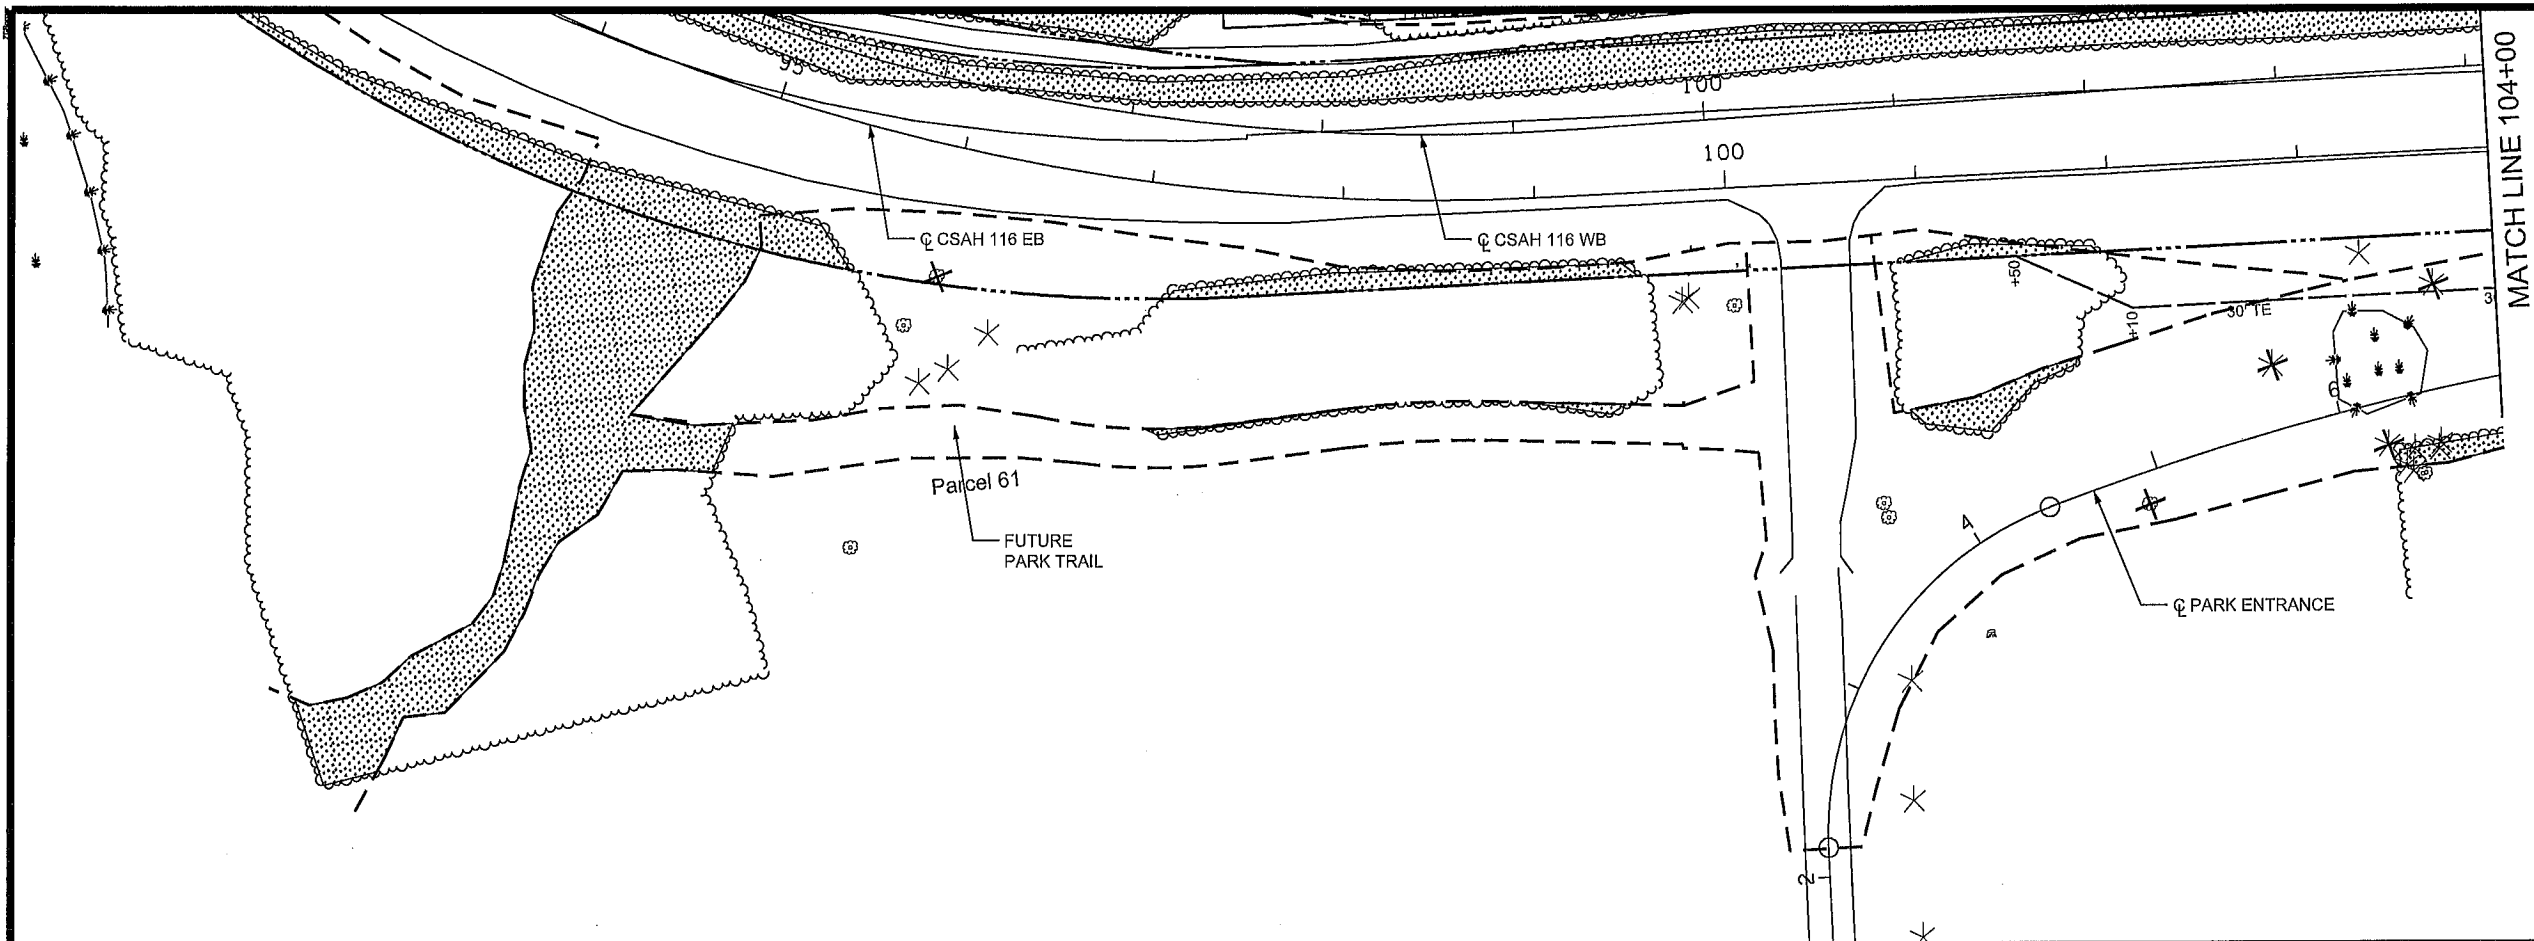 95
100
100
℄ CSAH 116 EB
℄ CSAH 116 WB
MATCH LINE 104+00
+50
+10
30' TE
3
6
Parcel 61
4
FUTURE
PARK TRAIL
℄ PARK ENTRANCE
2